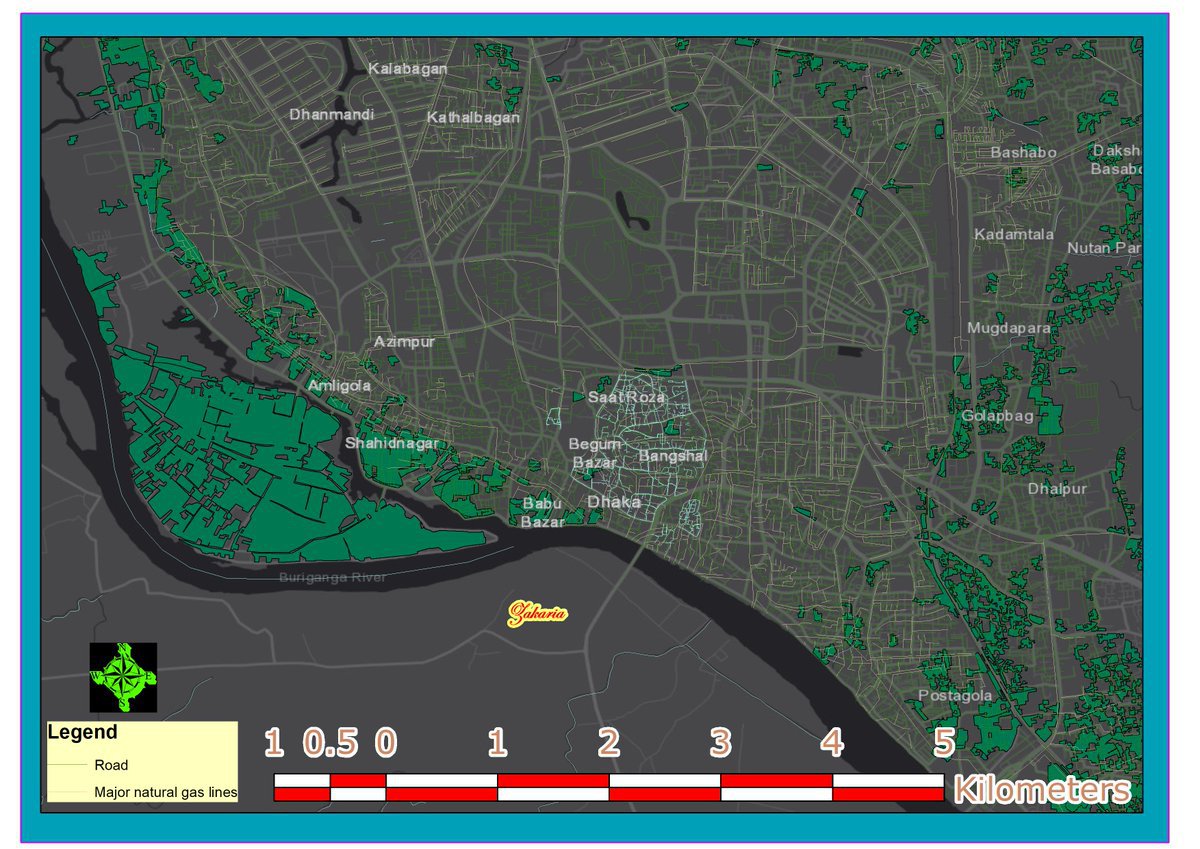 Kalabagan
Dhanmandi
Kathalbagan
Bashabo
Daksh
Basabo
Kadamtala
Nutan Par
Mugdapara
Azimpur
Amligola
Saat Roza
Golapbag
Shahidnagar
Begum
Bazar
Bangshal
Dhalpur
Babu
Bazar
Dhaka
Buriganga River
Zakaria
N
W
S
Postagola
Legend
Road
Major natural gas lines
1 0.5 0 1 2 3 4 5
Kilometers